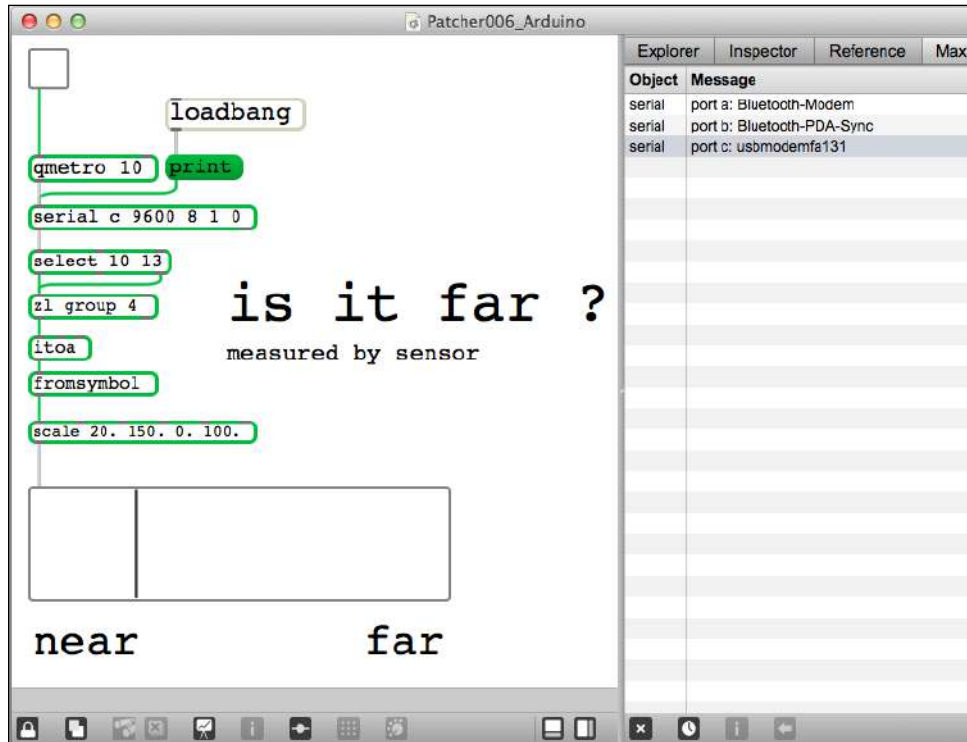 Patcher006_Arduino
loadbang
qmetro 10
print
serial c 9600 8 1 0
select 10 13
zl group 4
itoa
fromsymbol
scale 20. 150. 0. 100.
is it far ?
measured by sensor
near far
Explorer Inspector Reference Max
Object Message
serial port a: Bluetooth-Modem
serial port b: Bluetooth-PDA-Sync
serial port c: usbmodemfa131